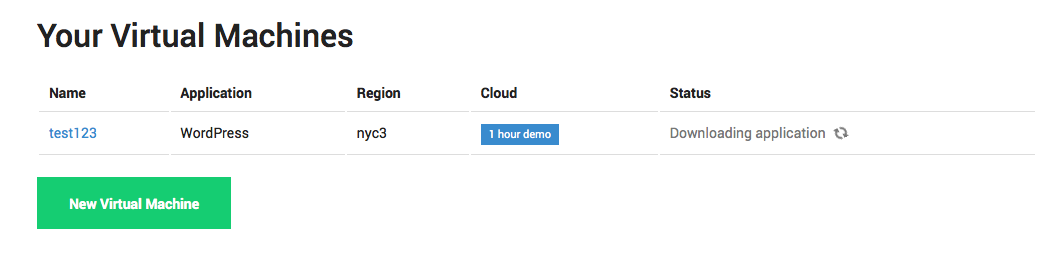 Your Virtual Machines
Name Application Region Cloud Status
test123 WordPress nyc3 1 hour demo Downloading application
New Virtual Machine